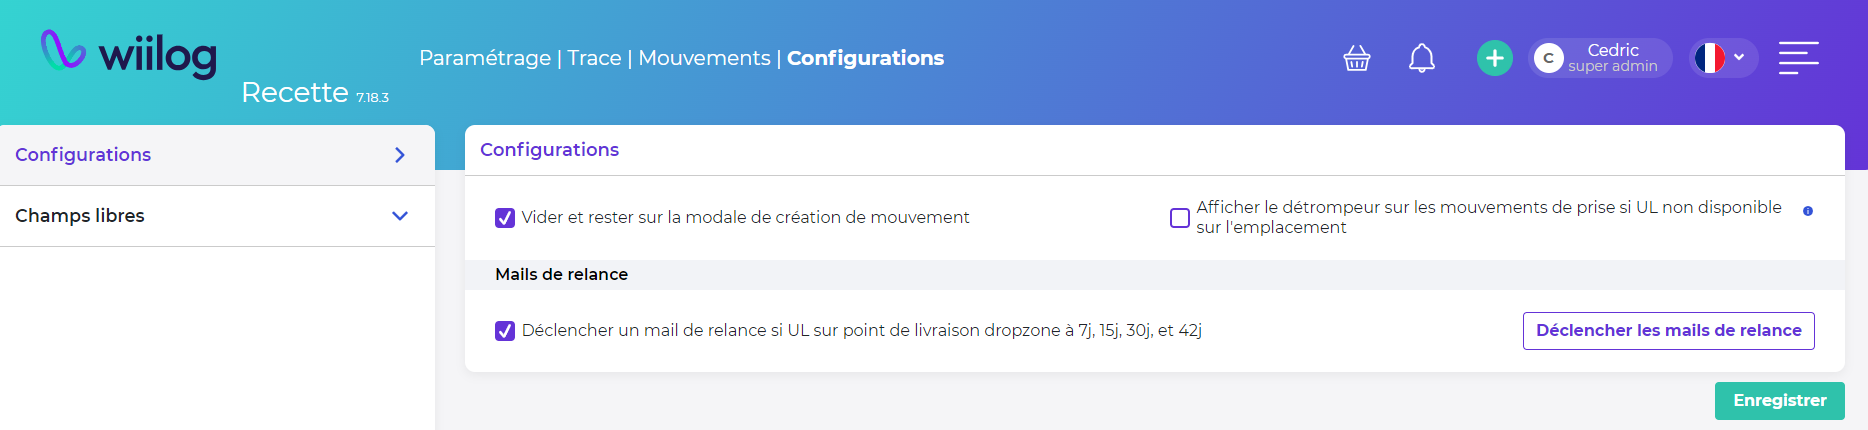 wiilog
Recette 7.18.3
Paramétrage | Trace | Mouvements | Configurations
C
Cedric
super admin
Configurations
Champs libres
Configurations
Vider et rester sur la modale de création de mouvement
Afficher le détrompeur sur les mouvements de prise si UL non disponible
sur l'emplacement
i
Mails de relance
Déclencher un mail de relance si UL sur point de livraison dropzone à 7j, 15j, 30j, et 42j
Déclencher les mails de relance
Enregistrer